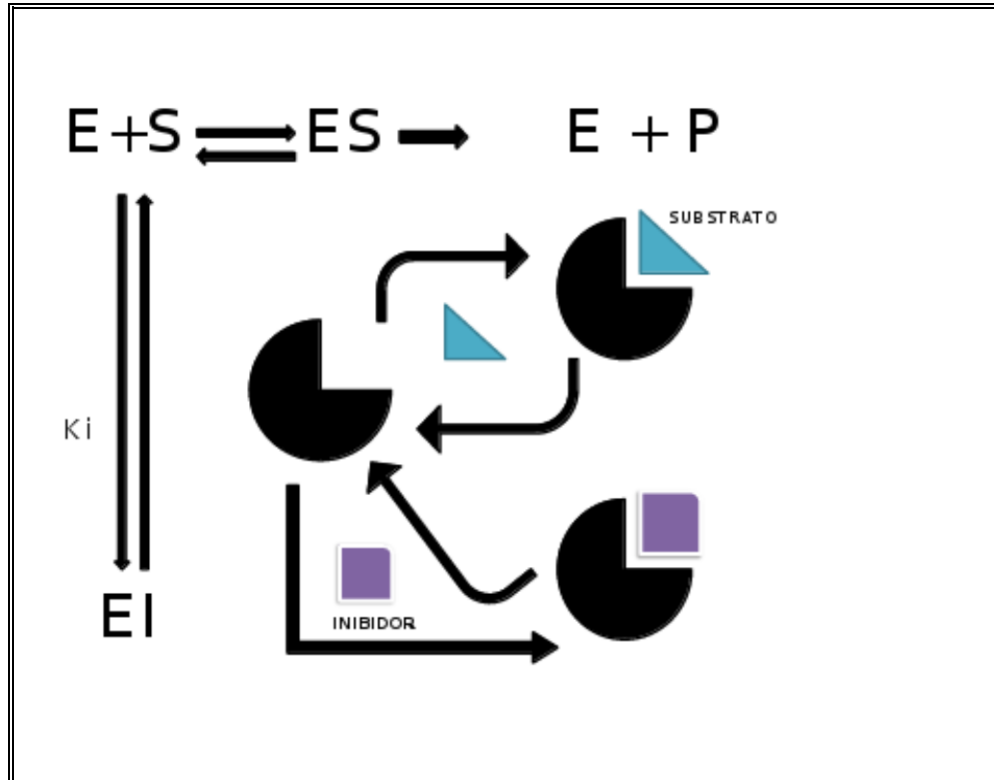 E +S ES E + P
SUBSTRATO
Ki
INIBIDOR
EI